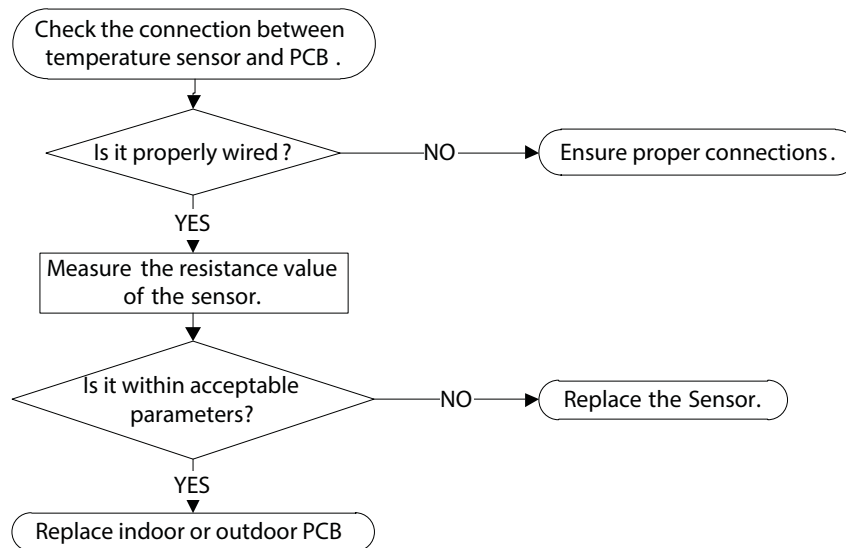 Check the connection between
temperature sensor and PCB .
Is it properly wired ?
NO
Ensure proper connections .
YES
Measure the resistance value
of the sensor.
Is it within acceptable
parameters?
NO
Replace the Sensor.
YES
Replace indoor or outdoor PCB